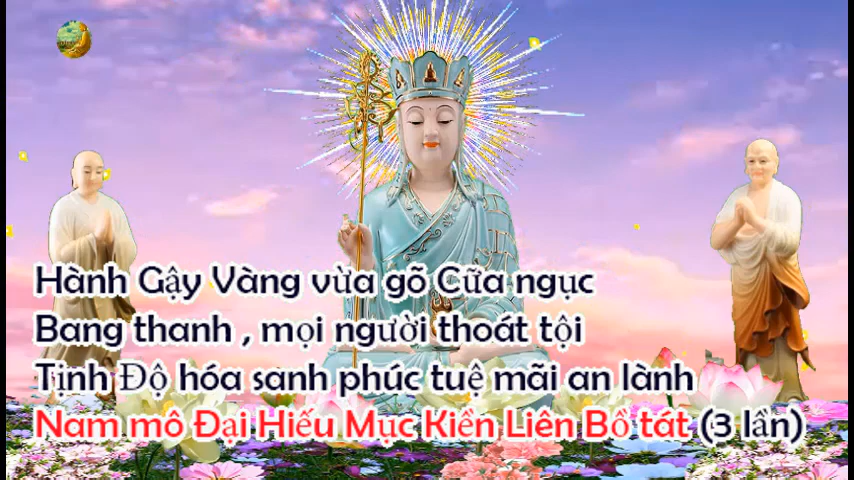 Hành Gậy Vàng vừa gõ Cữa ngục
Bang thanh , mọi người thoát tội
Tịnh Độ hóa sanh phúc tuệ mãi an lành
Nam mô Đại Hiếu Mục Kiền Liên Bồ tát (3 lần)